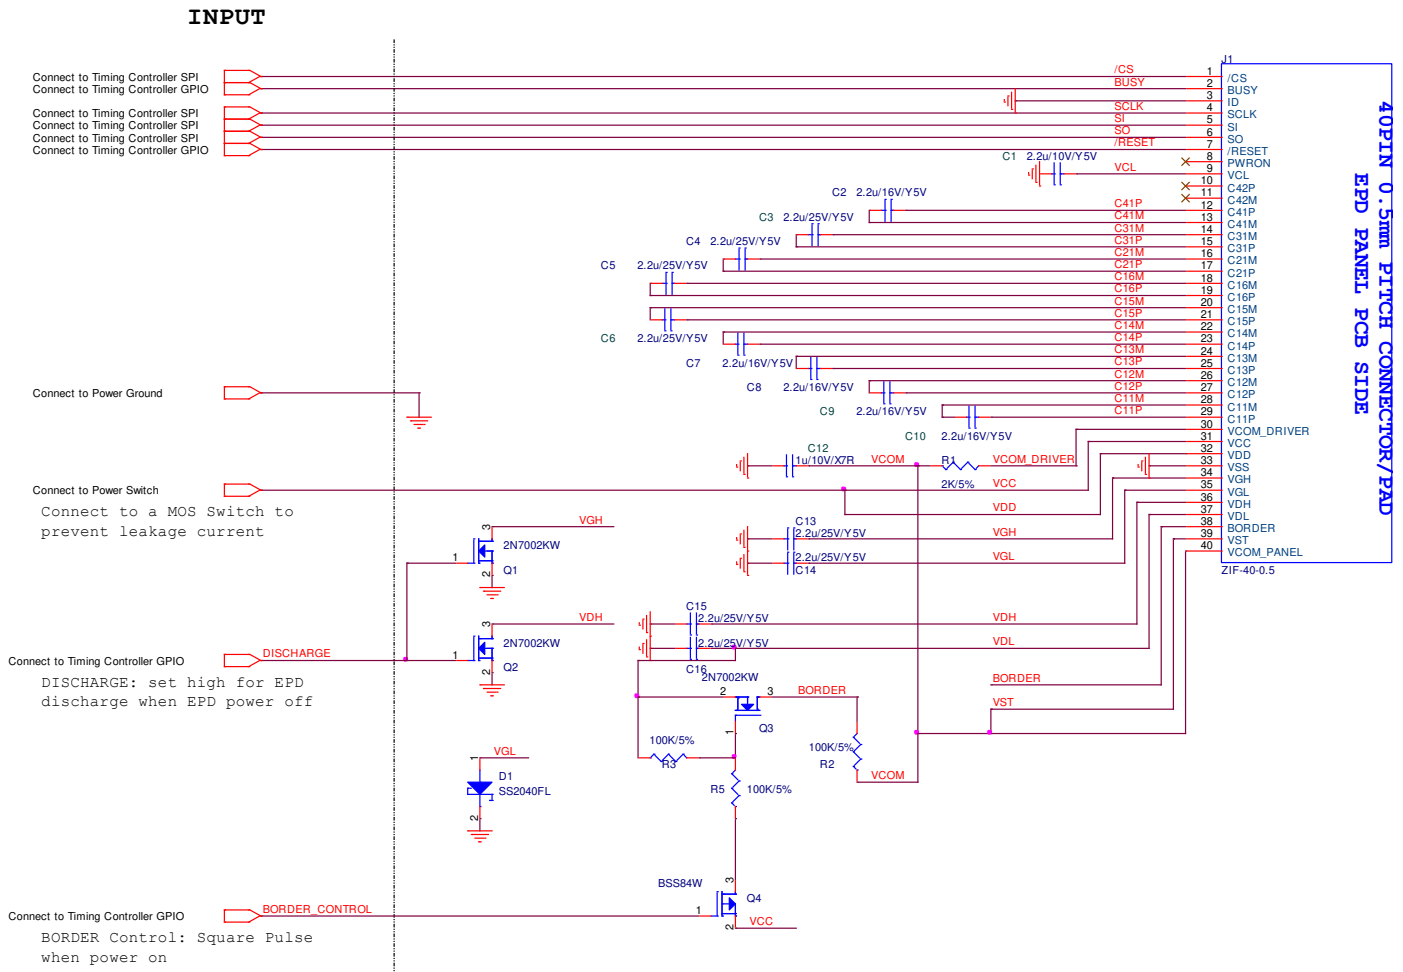 INPUT
J1
Connect to Timing Controller SPI
/CS
1
/CS
Connect to Timing Controller GPIO
BUSY
2
BUSY
3
ID
Connect to Timing Controller SPI
SCLK
4
SCLK
Connect to Timing Controller SPI
SI
5
SI
Connect to Timing Controller SPI
SO
6
SO
Connect to Timing Controller GPIO
/RESET
7
/RESET
8
PWRON
C1 2.2u/10V/Y5V
VCL
9
VCL
10
C42P
11
C42M
C2 2.2u/16V/Y5V
C41P
12
C41P
C41M
13
C41M
C3 2.2u/25V/Y5V
C31M
14
C31M
C31P
15
C31P
C4 2.2u/25V/Y5V
C21M
16
C21M
C21P
17
C21P
C5 2.2u/25V/Y5V
C16M
18
C16M
C16P
19
C16P
C15M
20
C15M
C15P
21
C15P
C6 2.2u/25V/Y5V
C14M
22
C14M
C14P
23
C14P
C7 2.2u/16V/Y5V
C13M
24
C13M
C13P
25
C13P
C8 2.2u/16V/Y5V
C12M
26
C12M
C12P
27
C12P
C9 2.2u/16V/Y5V
C11M
28
C11M
C11P
29
C11P
C10 2.2u/16V/Y5V
30
VCOM_DRIVER
31
VCC
32
VDD
33
VSS
34
VGH
35
VGL
36
VDH
37
VDL
38
BORDER
39
VST
40
VCOM_PANEL
ZIF-40-0.5
40PIN 0.5mm PITCH CONNECTOR/PAD
EPD PANEL PCB SIDE
Connect to Power Ground
C12
1u/10V/X7R
VCOM
R1
2K/5%
VCOM_DRIVER
Connect to Power Switch
VCC
VDD
Connect to a MOS Switch to
prevent leakage current
VGH
3
2N7002KW
1
2
Q1
C13
2.2u/25V/Y5V
VGH
2.2u/25V/Y5V
C14
VGL
VDH
3
2N7002KW
1
2
Q2
C15
2.2u/25V/Y5V
VDH
2.2u/25V/Y5V
C16
VDL
Connect to Timing Controller GPIO
DISCHARGE
DISCHARGE: set high for EPD
discharge when EPD power off
2N7002KW
2
3
1
Q3
BORDER
BORDER
VST
100K/5%
R3
100K/5%
R2
VCOM
R5
100K/5%
VGL
1
D1
SS2040FL
2
BSS84W
3
Q4
1
2
VCC
Connect to Timing Controller GPIO
BORDER_CONTROL
BORDER Control: Square Pulse
when power on